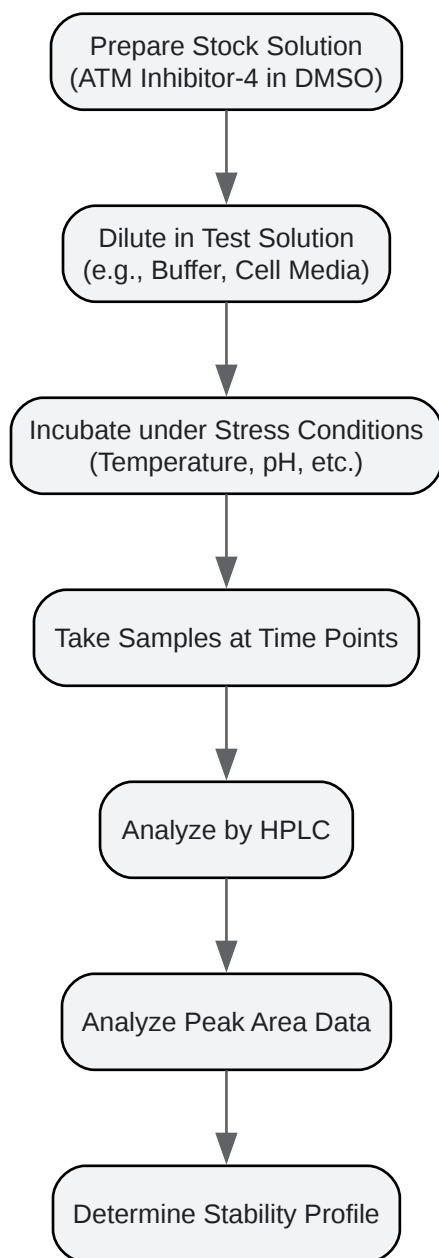 Prepare Stock Solution
(ATM Inhibitor-4 in DMSO)
Dilute in Test Solution
(e.g., Buffer, Cell Media)
Incubate under Stress Conditions
(Temperature, pH, etc.)
Take Samples at Time Points
Analyze by HPLC
Analyze Peak Area Data
Determine Stability Profile